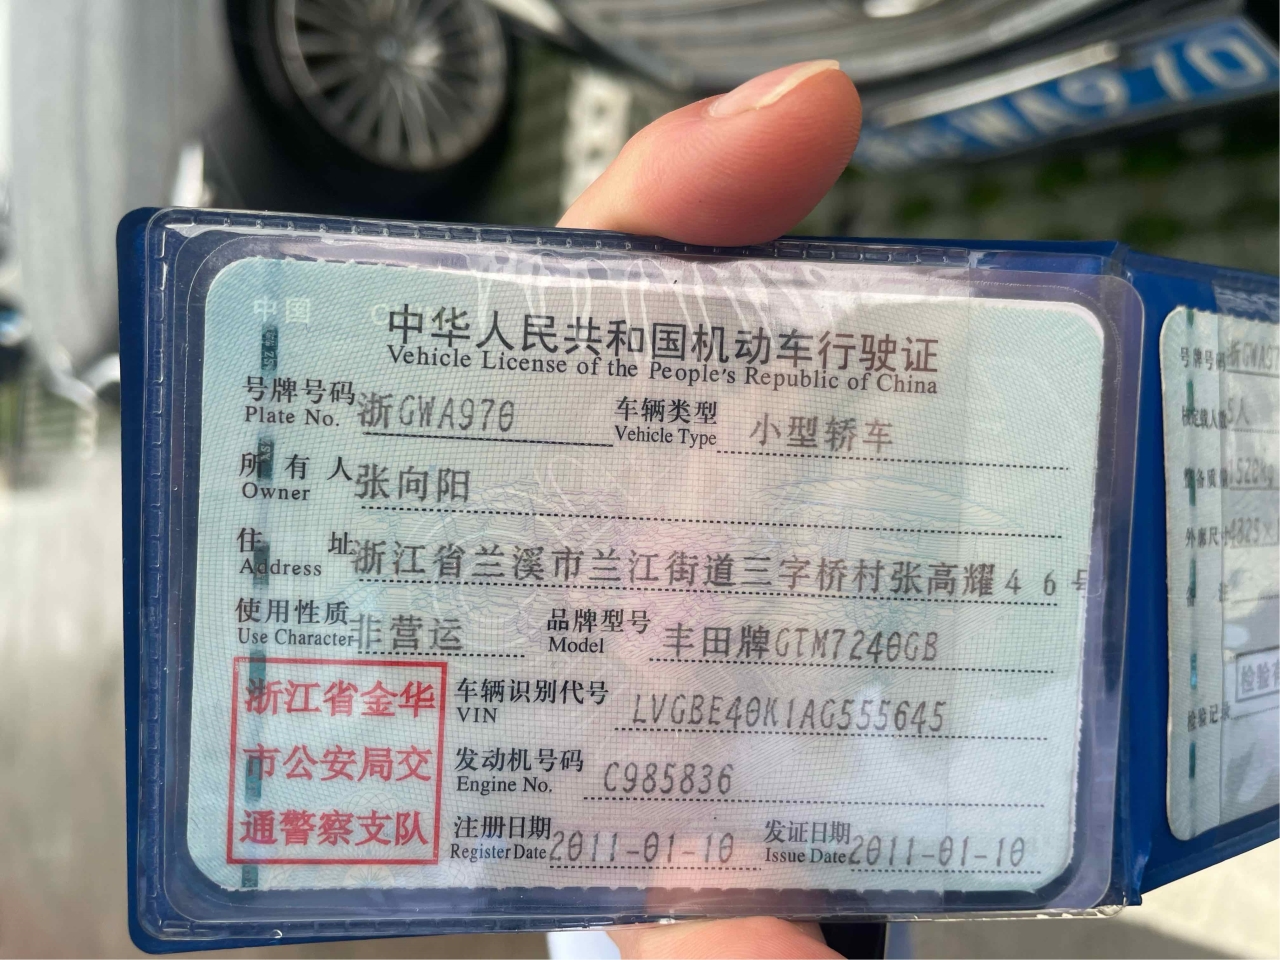 中国
中华人民共和国机动车行驶证
Vehicle License of the People's Republic of China
号牌号码 浙GWA970 车辆类型 小型轿车
Plate No. Vehicle Type
所有人 张向阳
Owner
住址 浙江省兰溪市兰江街道三字桥村张高耀46号
Address
使用性质 非营运 品牌型号 丰田牌GTM7240GB
Use Character Model
浙江省金华
市公安局交
通警察支队
车辆识别代号 LVGBE40K1AG555645
VIN
发动机号码 C985836
Engine No.
注册日期 2011-01-10 发证日期 2011-01-10
Register Date Issue Date
WA970
号牌号码 浙GWA9
人
备
检验记录
检验